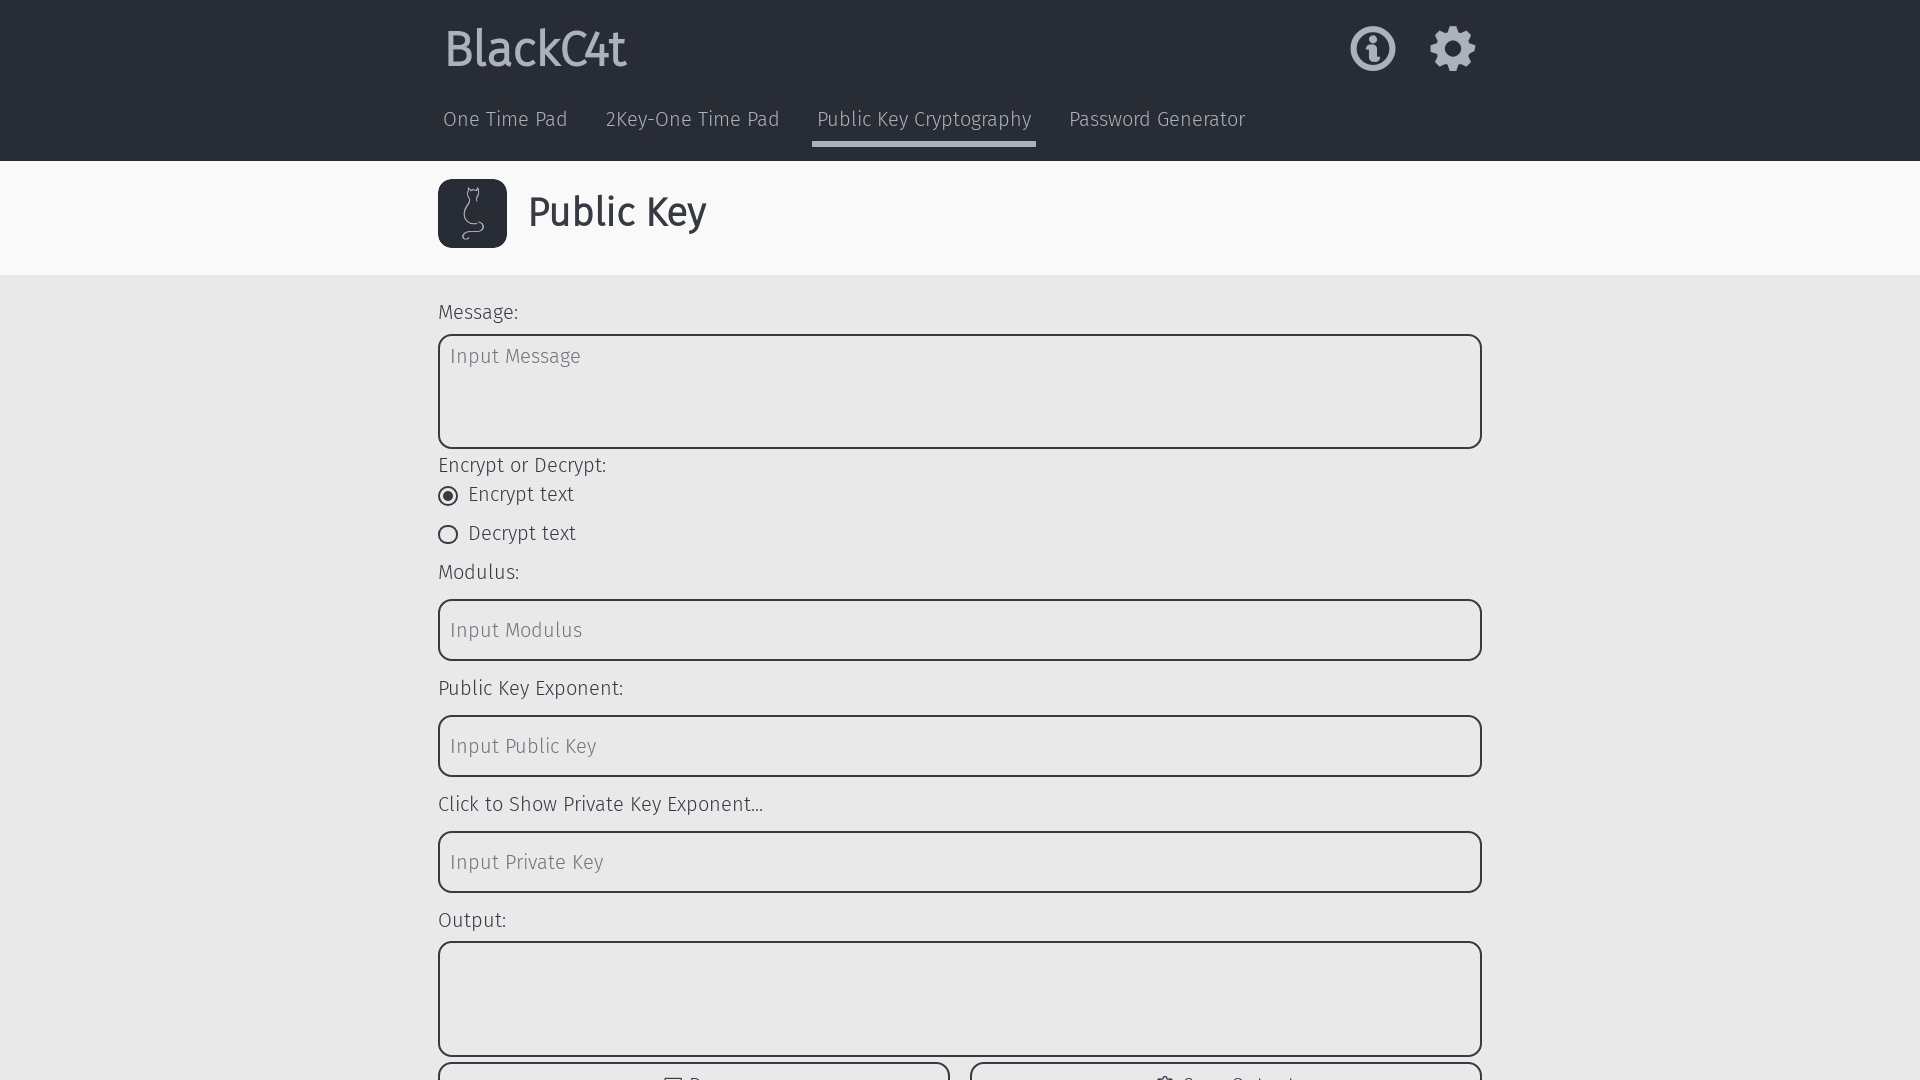 BlackC4t
One Time Pad 2Key-One Time Pad Public Key Cryptography Password Generator
Public Key
Message:
Input Message
Encrypt or Decrypt:
Encrypt text
Decrypt text
Modulus:
Input Modulus
Public Key Exponent:
Input Public Key
Click to Show Private Key Exponent...
Input Private Key
Output: